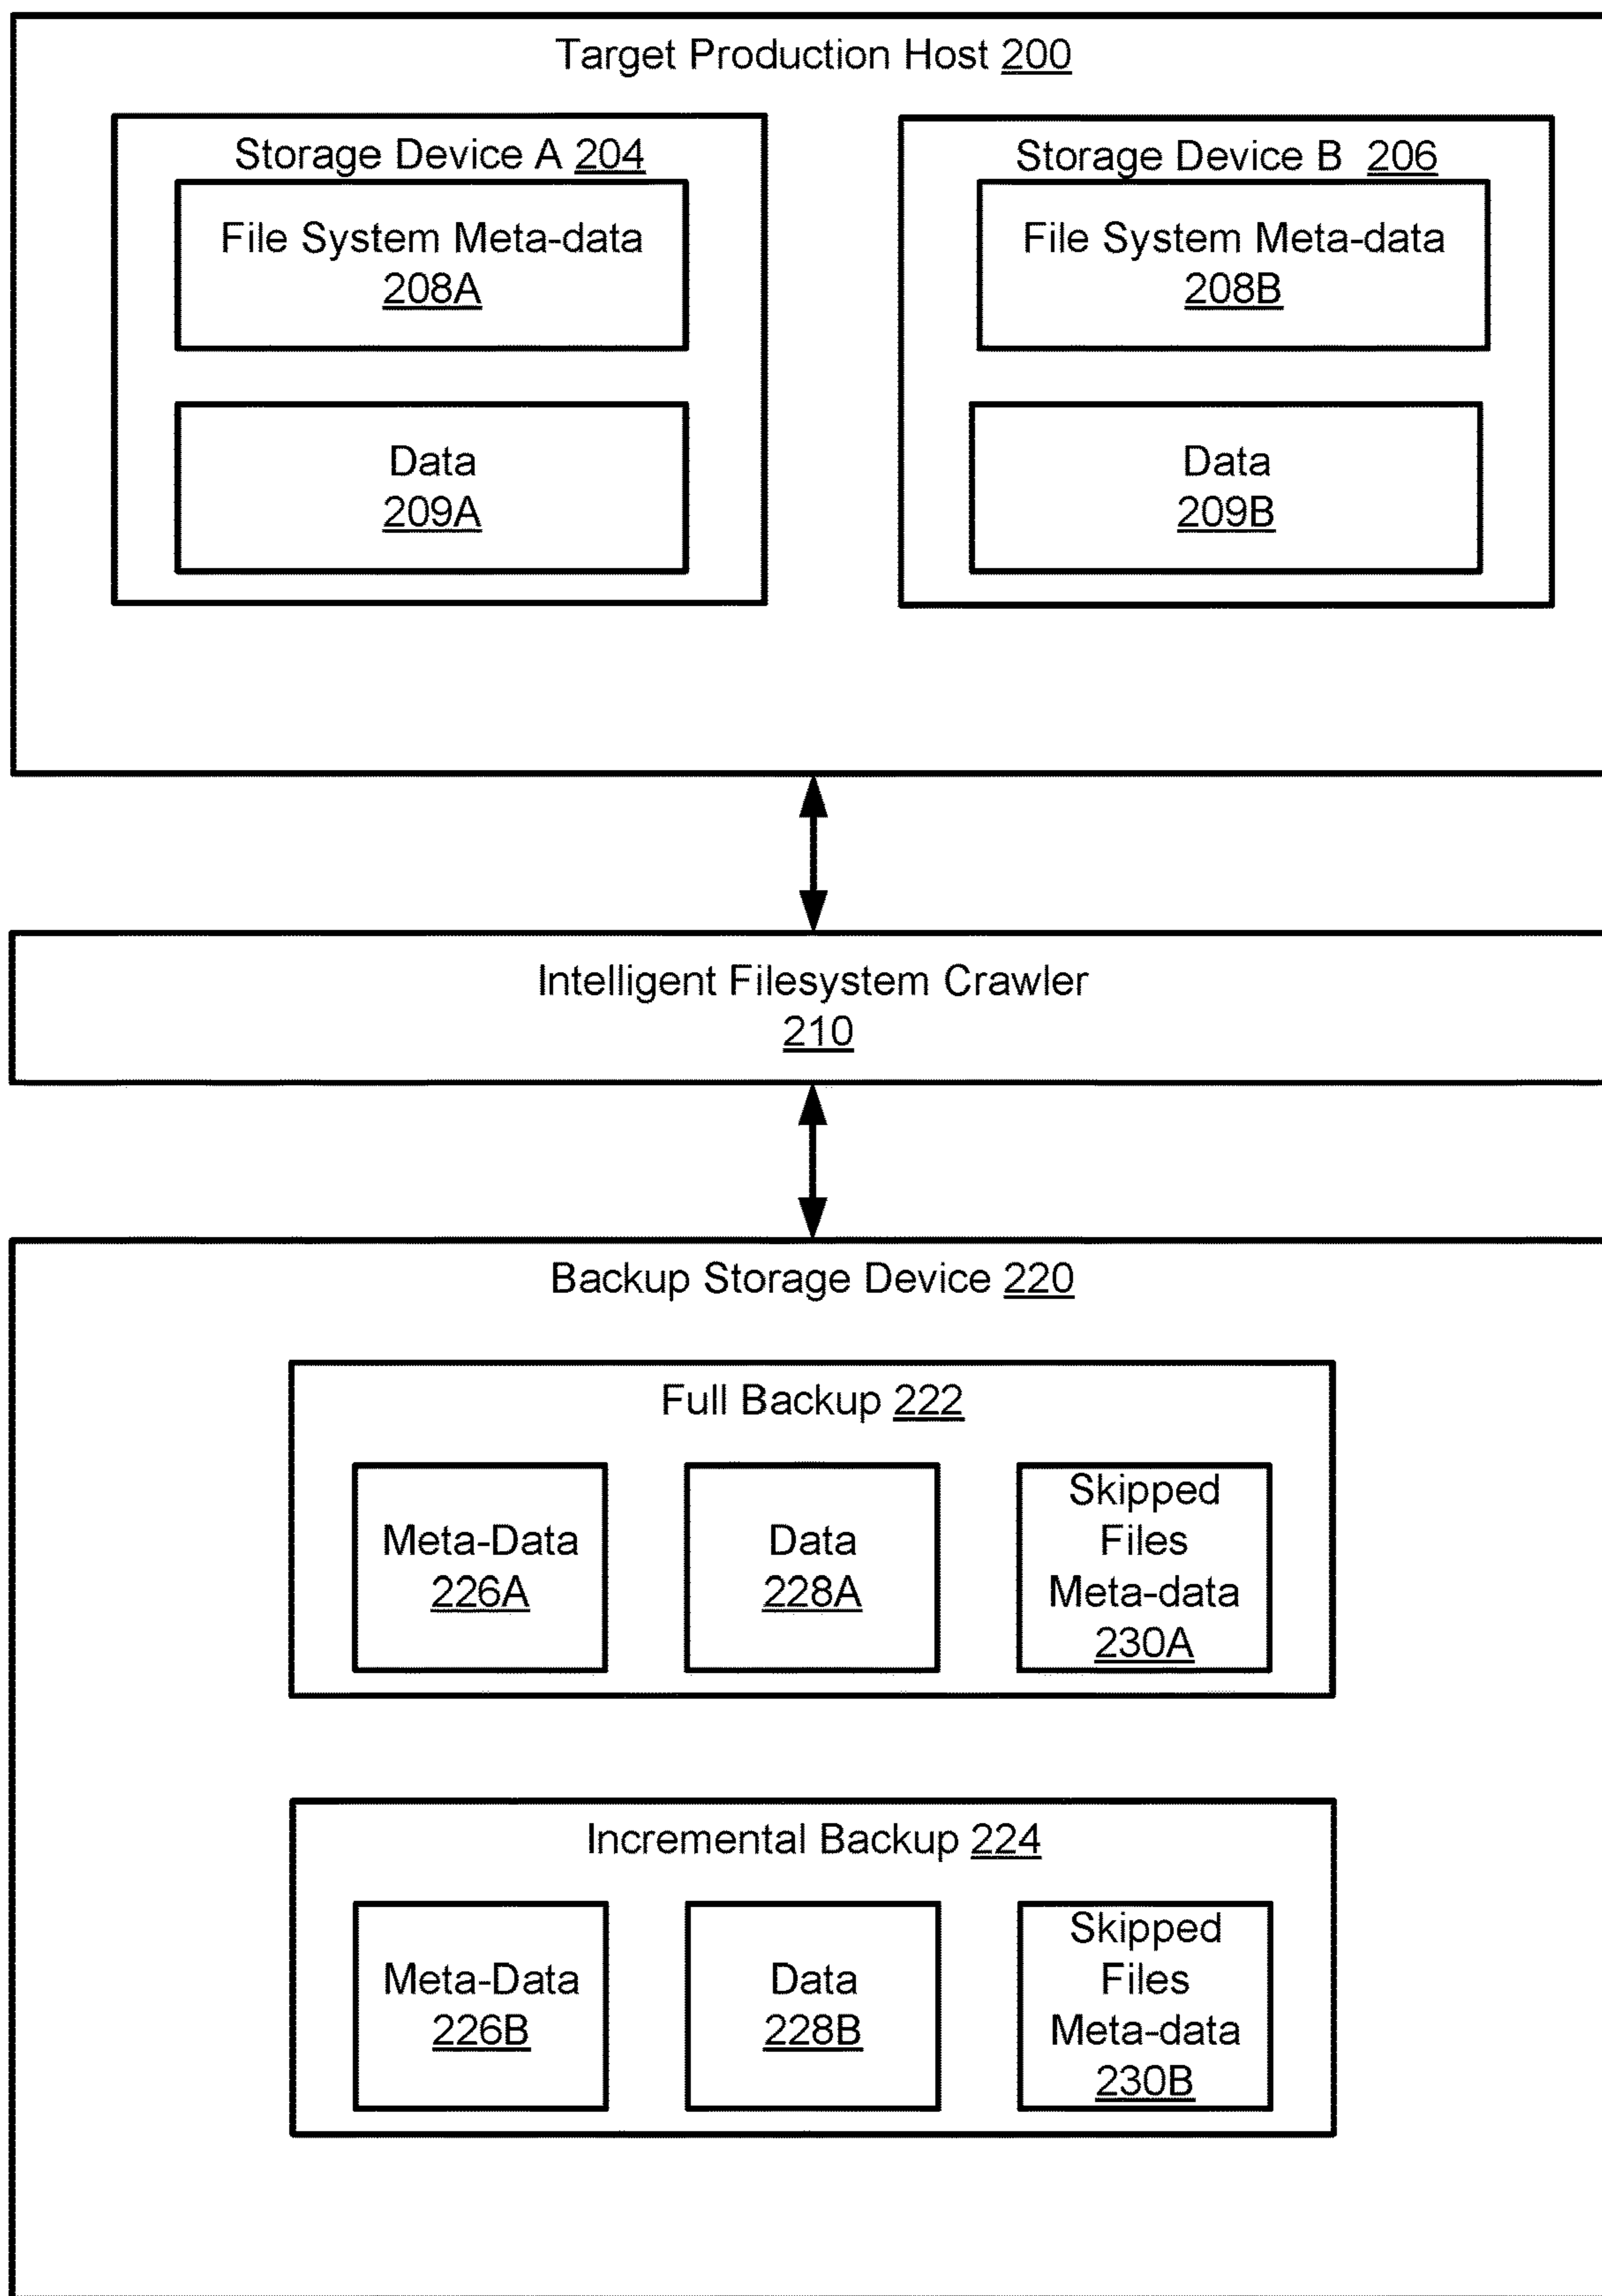 Target Production Host 200
Storage Device A 204
File System Meta-data
208A
Data
209A
Storage Device B 206
File System Meta-data
208B
Data
209B
Intelligent Filesystem Crawler
210
Backup Storage Device 220
Full Backup 222
Meta-Data
226A
Data
228A
Skipped
Files
Meta-data
230A
Incremental Backup 224
Meta-Data
226B
Data
228B
Skipped
Files
Meta-data
230B